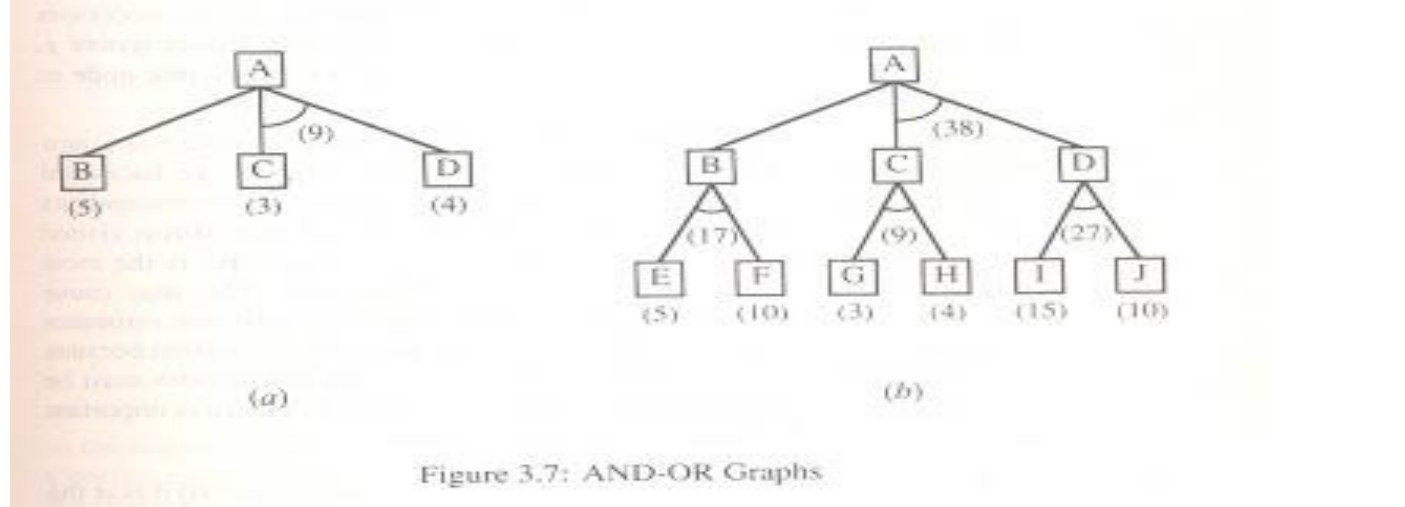 A
A
(9)
(38)
B
C
D
B
C
D
(5)
(3)
(4)
(17)
(9)
(27)
E
F
G
H
I
J
(5)
(10)
(3)
(4)
(15)
(10)
(a)
(b)
Figure 3.7: AND-OR Graphs